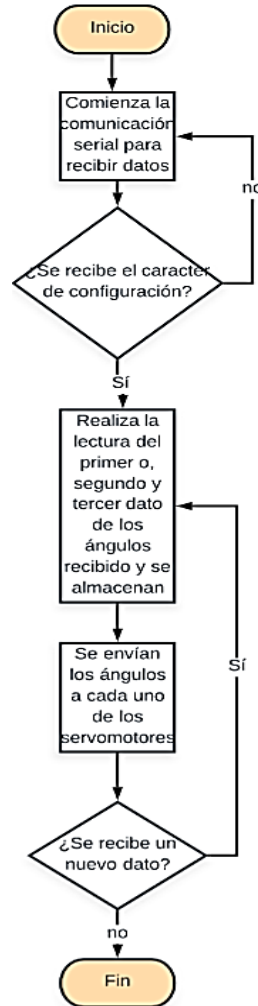 Inicio
Comienza la
comunicación
serial para
recibir datos
no
¿Se recibe el caracter
de configuración?
Sí
Realiza la
lectura del
primer o,
segundo y
tercer dato
de los
ángulos
recibido y se
almacenan
Se envían
los ángulos
a cada uno
de los
servomotores
Sí
¿Se recibe un
nuevo dato?
no
Fin